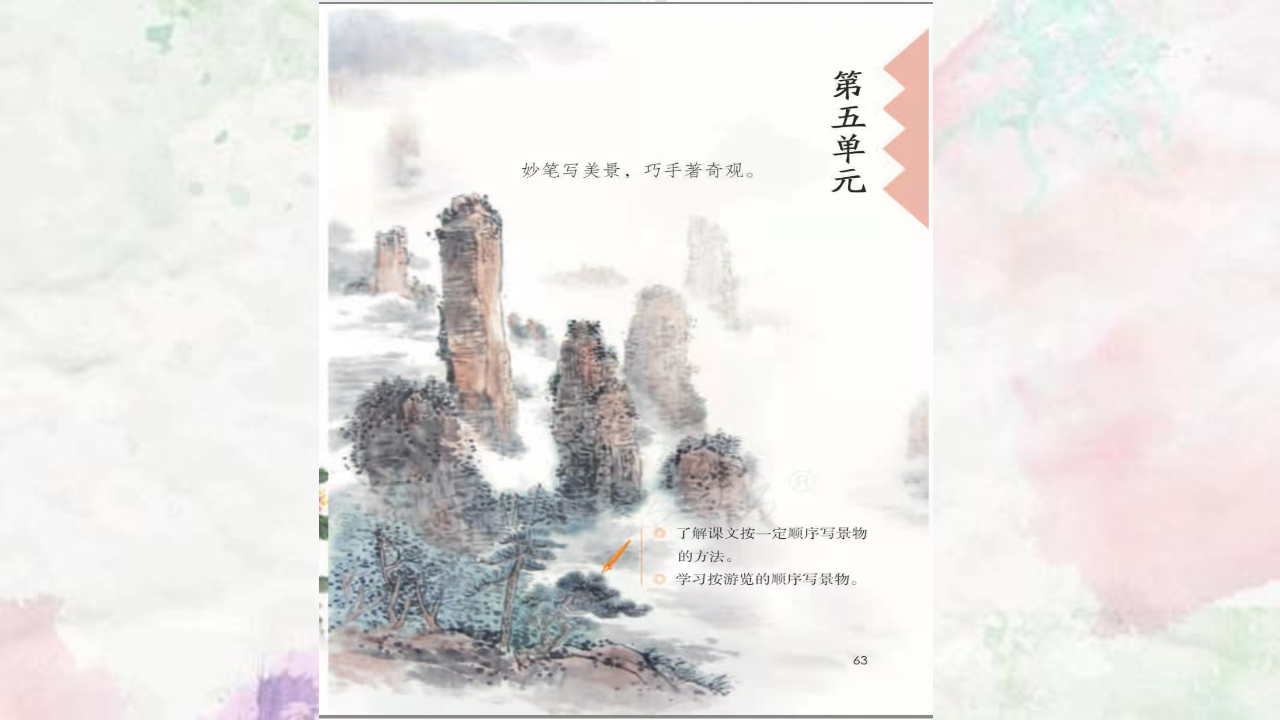 第五单元
妙笔写美景，巧手著奇观。
®
了解课文按一定顺序写景物
的方法。
学习按游览的顺序写景物。
63